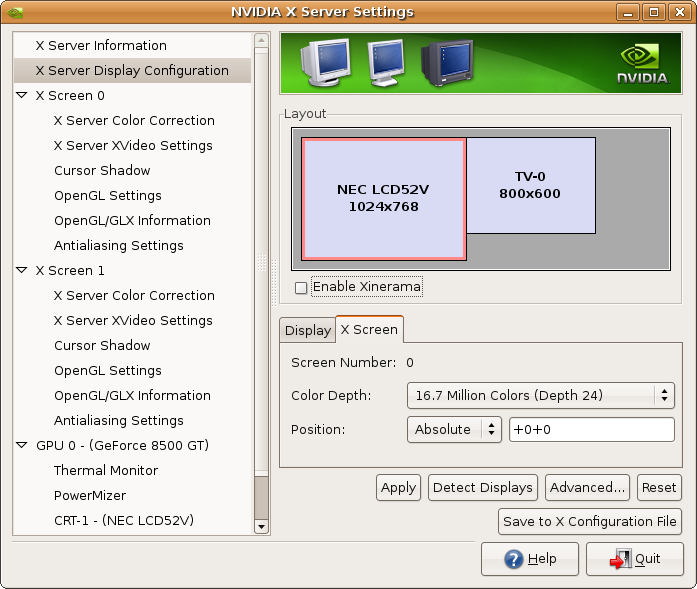 NVIDIA X Server Settings
X Server Information
X Server Display Configuration
X Screen 0
X Server Color Correction
X Server XVideo Settings
Cursor Shadow
OpenGL Settings
OpenGL/GLX Information
Antialiasing Settings
X Screen 1
X Server Color Correction
X Server XVideo Settings
Cursor Shadow
OpenGL Settings
OpenGL/GLX Information
Antialiasing Settings
GPU 0 - (GeForce 8500 GT)
Thermal Monitor
PowerMizer
CRT-1 - (NEC LCD52V)
NVIDIA.
Layout
NEC LCD52V
1024x768
TV-0
800x600
Enable Xinerama
Display X Screen
Screen Number: 0
Color Depth: 16.7 Million Colors (Depth 24)
Position: Absolute +0+0
Apply Detect Displays Advanced... Reset
Save to X Configuration File
Help Quit